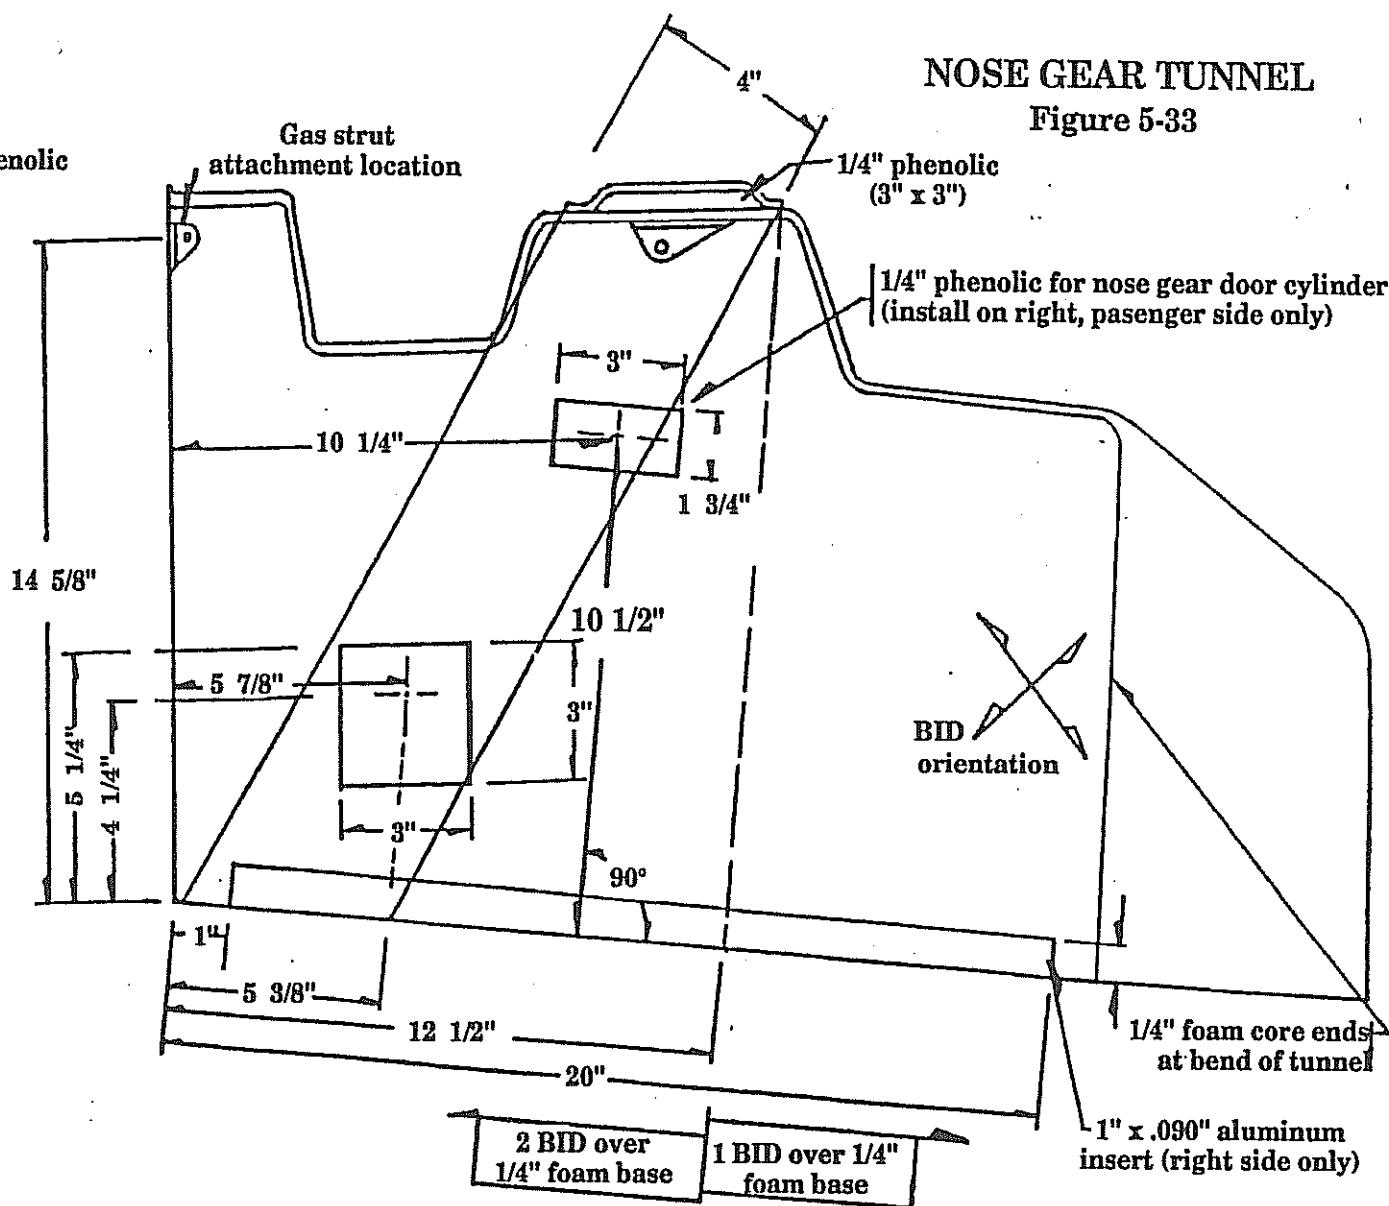 NOSE GEAR TUNNEL
Figure 5-33
4"
Gas strut
attachment location
enolic
1/4" phenolic
(3" x 3")
1/4" phenolic for nose gear door cylinder
(install on right, pasenger side only)
3"
10 1/4"
1 3/4"
14 5/8"
10 1/2"
5 7/8"
3"
5 1/4"
4 1/4"
BID
orientation
3"
90°
1"
5 3/8"
12 1/2"
20"
1/4" foam core ends
at bend of tunnel
1" x .090" aluminum
insert (right side only)
2 BID over
1/4" foam base
1 BID over 1/4"
foam base